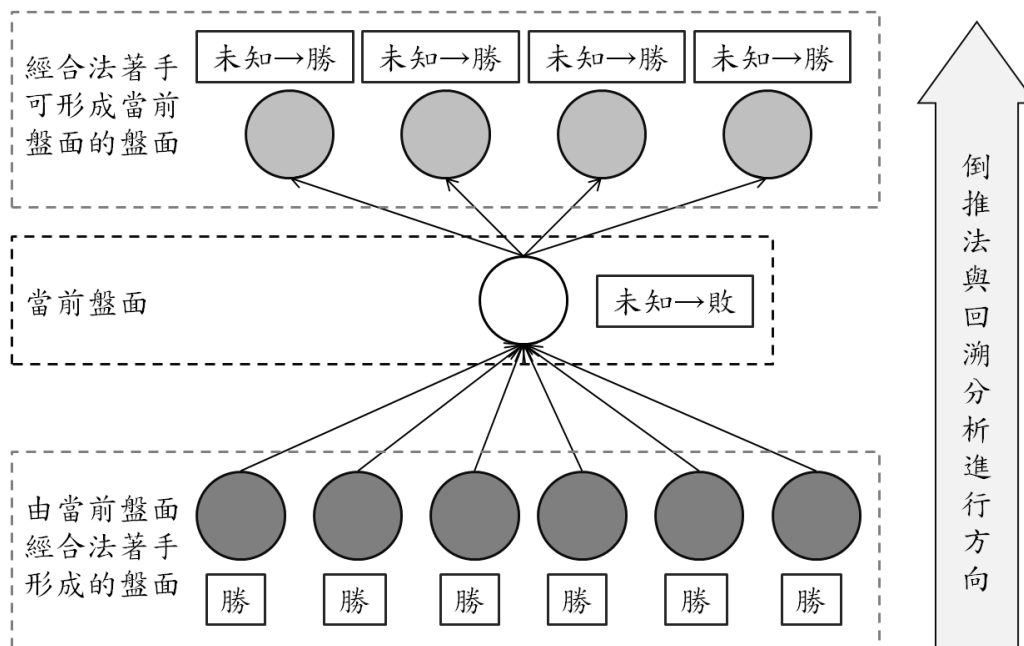 經合法著手
可形成當前
盤面的盤面
未知→勝
未知→勝
未知→勝
未知→勝
當前盤面
未知→敗
由當前盤面
經合法著手
形成的盤面
勝
勝
勝
勝
勝
勝
倒推法與回溯分析進行方向